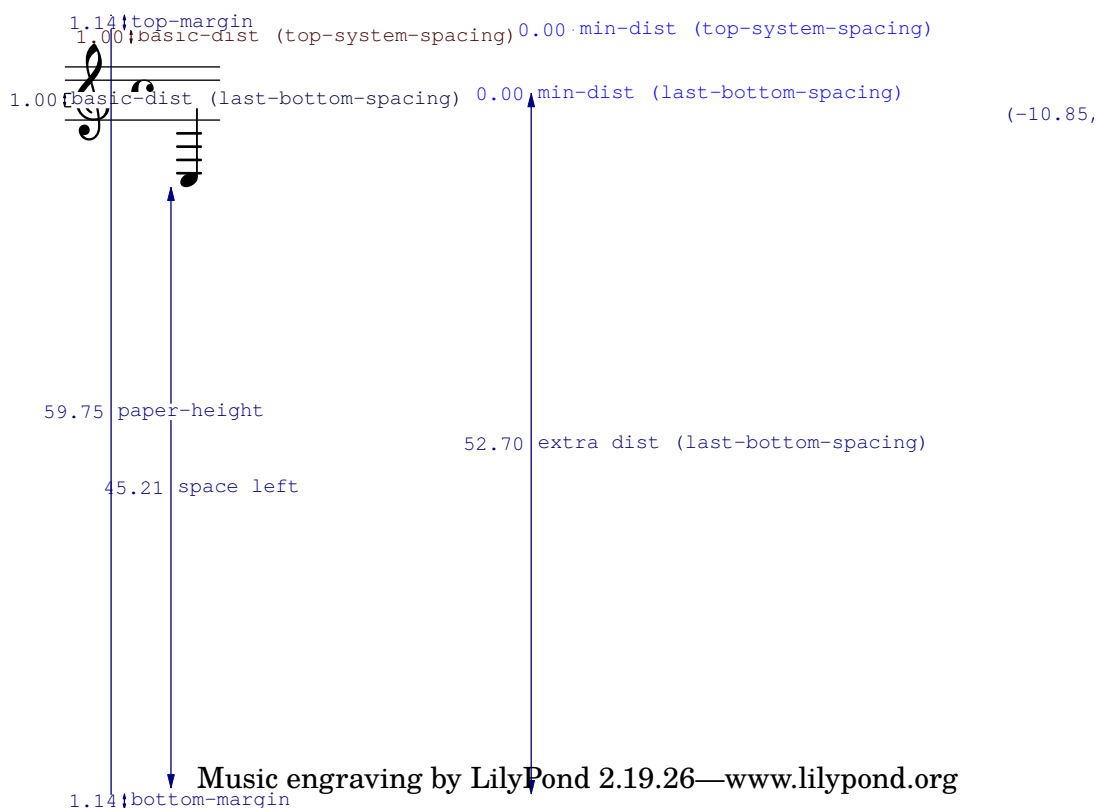 1.14 top-margin
0.00 min-dist (top-system-spacing)
1.00 basic-dist (top-system-spacing)
0.00 min-dist (last-bottom-spacing)
1.00 basic-dist (last-bottom-spacing)
(-10.85,
59.75 paper-height
52.70 extra dist (last-bottom-spacing)
45.21 space left
Music engraving by LilyPond 2.19.26—www.lilypond.org
1.14 bottom-margin